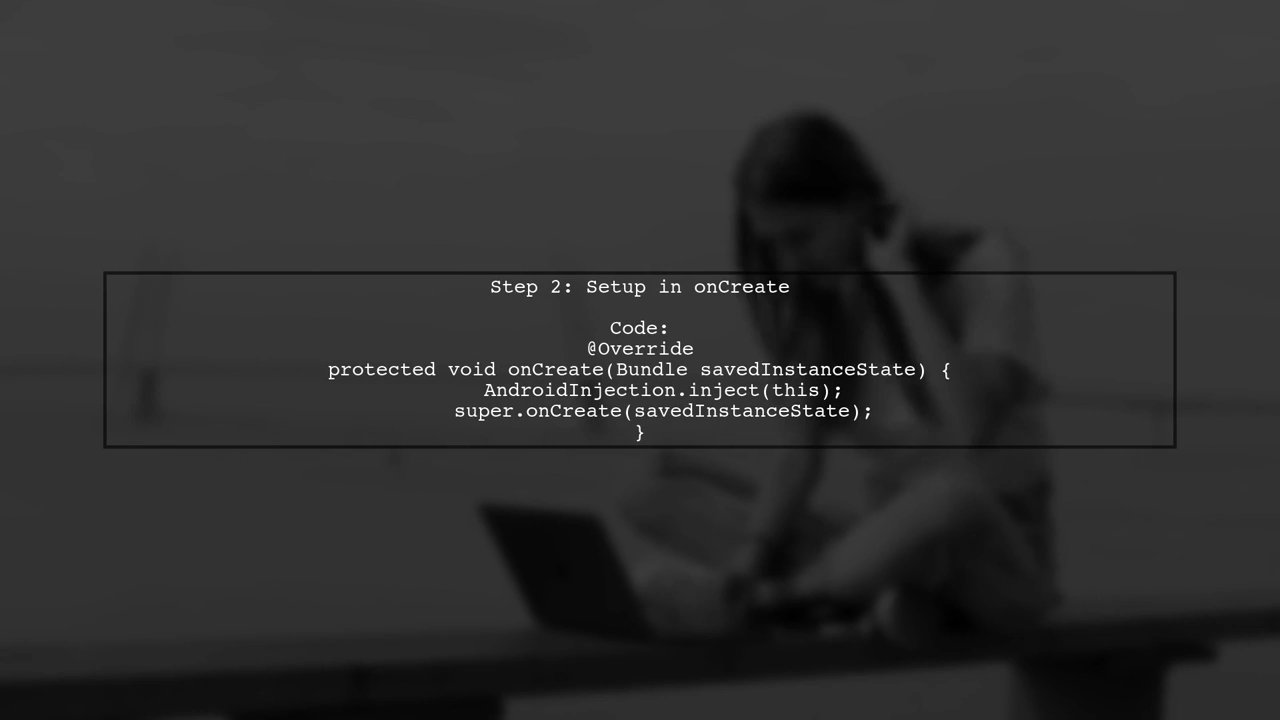 Step 2: Setup in onCreate
Code:
@Override
protected void onCreate(Bundle savedInstanceState) {
AndroidInjection.inject(this);
super.onCreate(savedInstanceState);
}